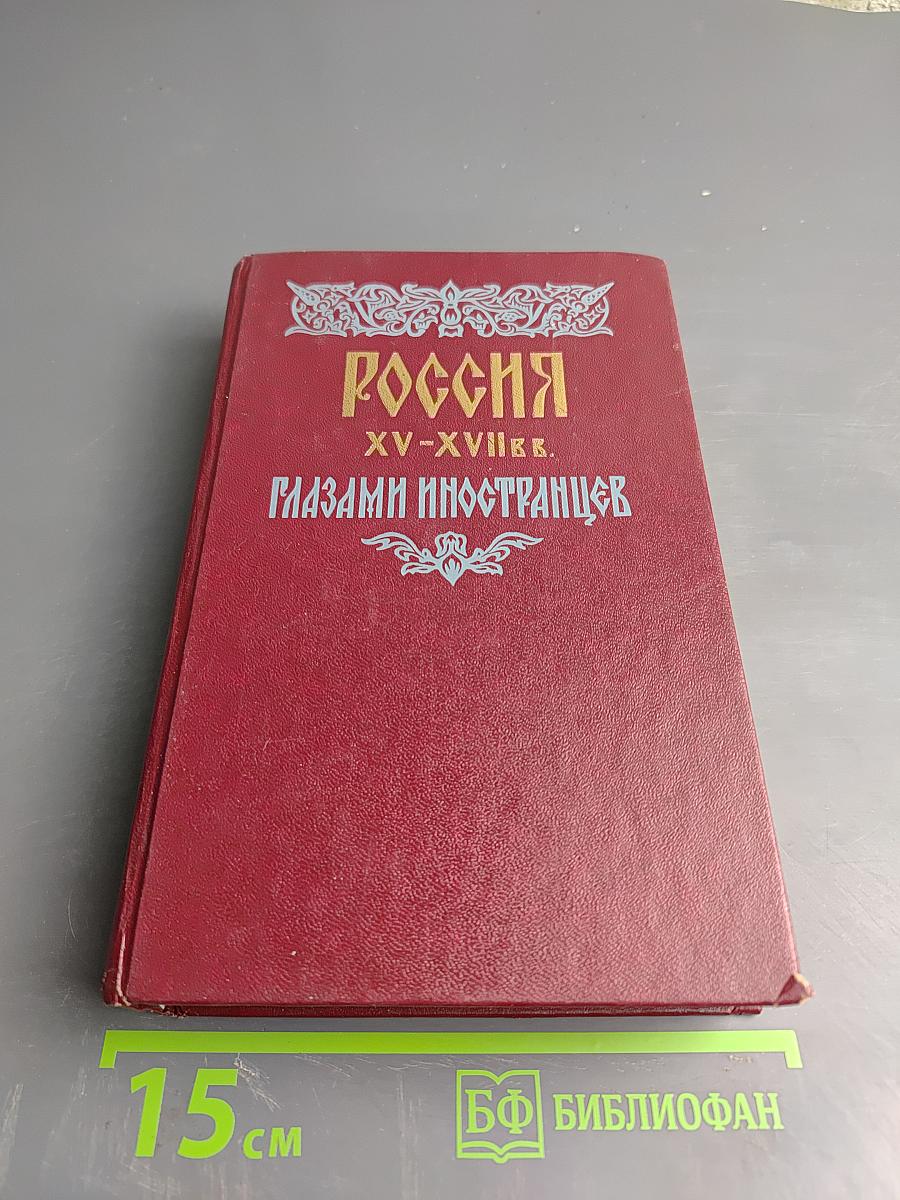 РОССИЯ
XV-XVII вв.
ГЛАЗАМИ ИНОСТРАНЦЕВ
15 см
БФ БИБЛИОФАН